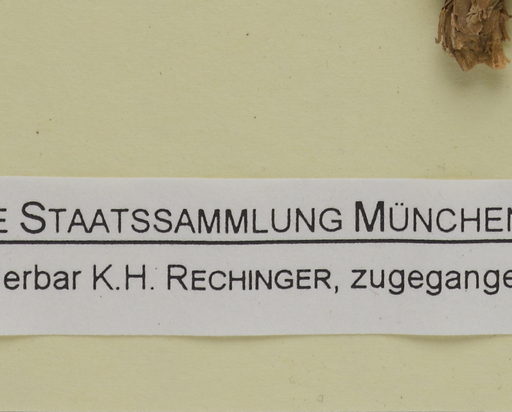 E STAATSSAMMLUNG MÜNCHEN
erbar K.H. RECHINGER, zugegange